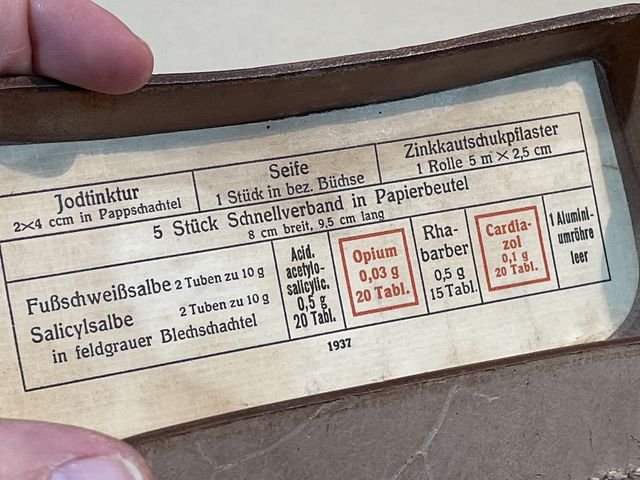 Jodtinktur
2×4 ccm in Pappschachtel
Seife
1 Stück in bez. Büchse
Zinkkautschukpflaster
1 Rolle 5 m × 2,5 cm
5 Stück Schnellverband in Papierbeutel
8 cm breit, 9,5 cm lang
Fußschweißsalbe 2 Tuben zu 10 g
Salicylsalbe 2 Tuben zu 10 g
in feldgrauer Blechschachtel
Acid.
acetylo-
salicylic.
0,5 g
20 Tabl.
Opium
0,03 g
20 Tabl.
Rha-
barber
0,5 g
15 Tabl.
Cardia-
zol
0,1 g
20 Tabl.
1 Alumini-
umröhre
leer
1937